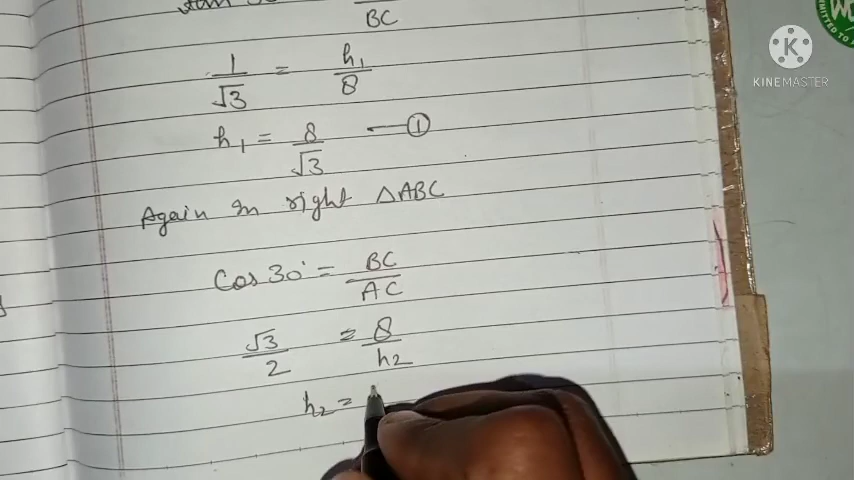 BC
1/√3 = h₁/8
h₁ = 8/√3 — ①
Again in right △ABC
Cos 30° = BC/AC
√3/2 = 8/h₂
h₂ =
KINEMASTER